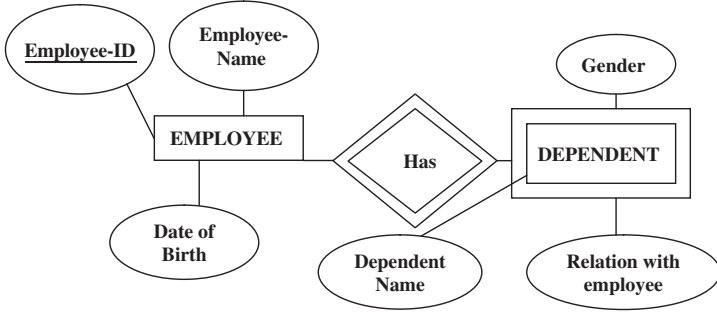 Employee-ID
Employee-
Name
Gender
EMPLOYEE
Has
DEPENDENT
Date of
Birth
Dependent
Name
Relation with
employee